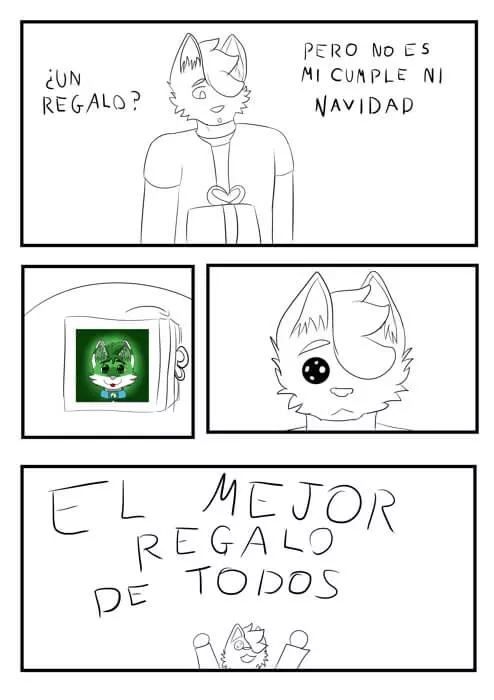 ¿UN
REGALO?
PERO NO ES
MI CUMPLE NI
NAVIDAD
EL MEJOR
REGALO
DE TODOS